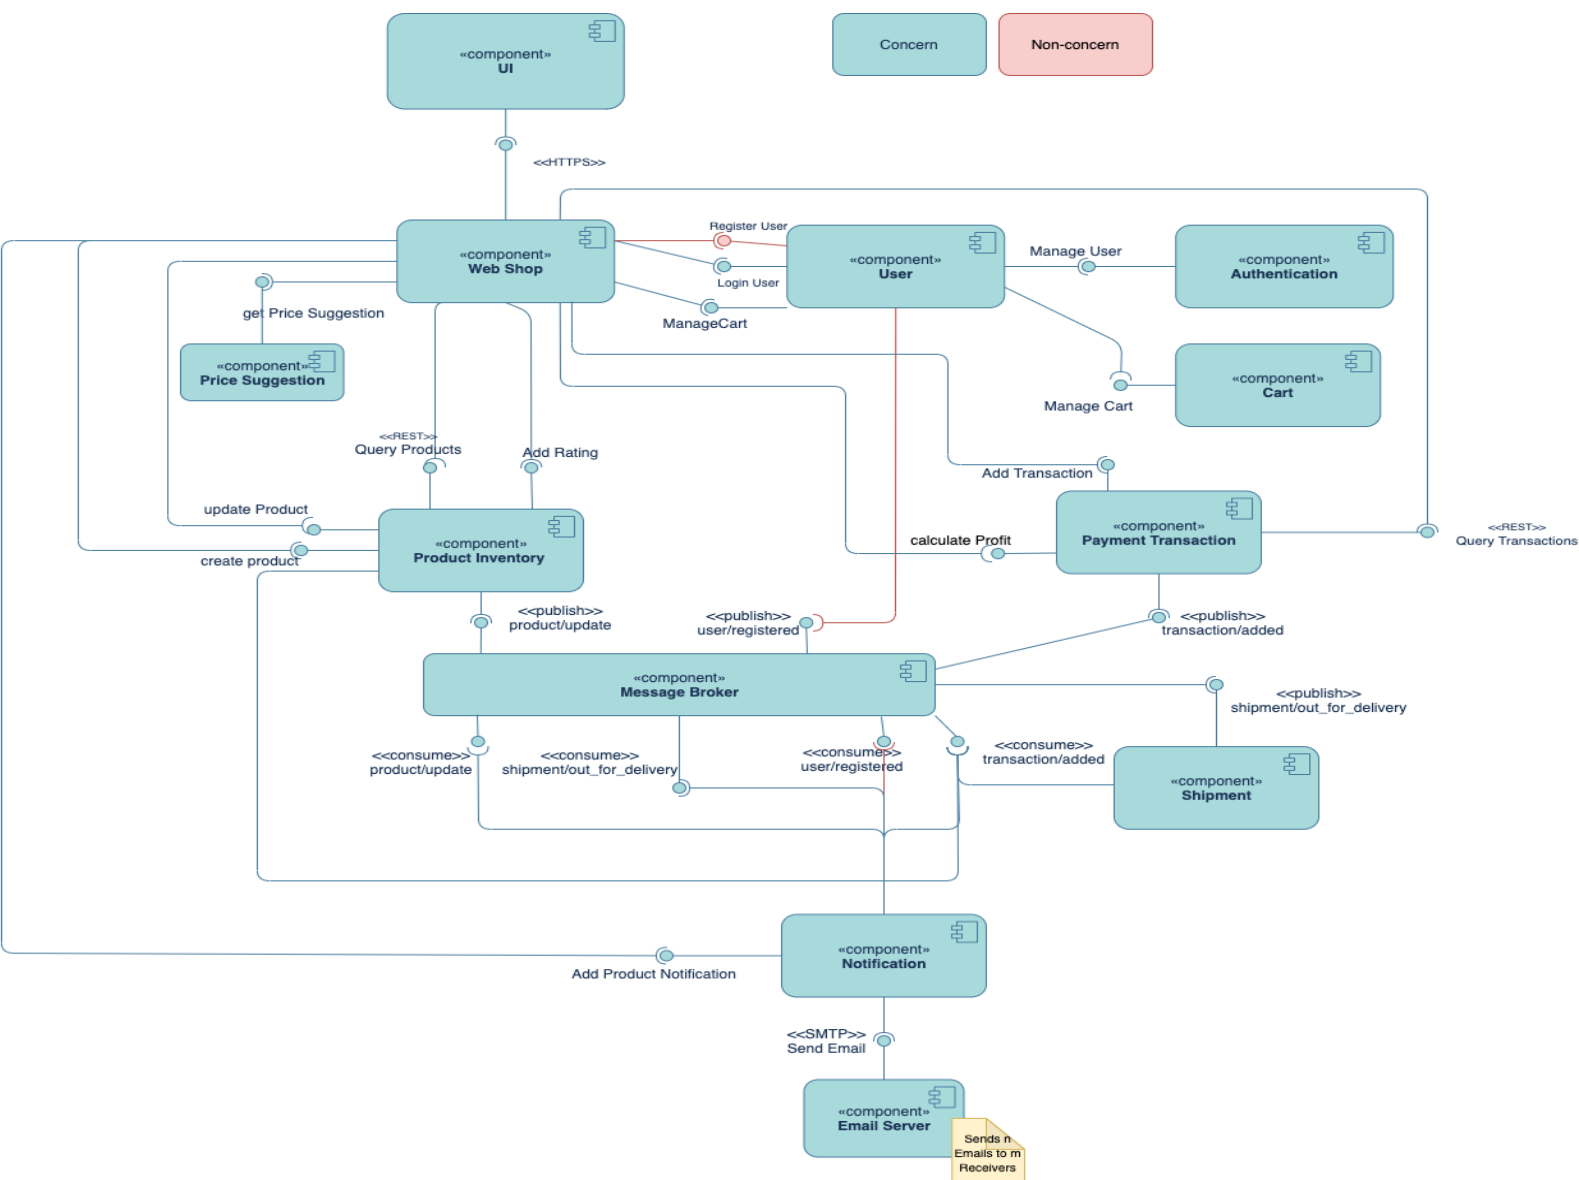 «component»
UI
Concern
Non-concern
<<HTTPS>>
«component»
Web Shop
Register User
Login User
ManageCart
«component»
User
Manage User
«component»
Authentication
get Price Suggestion
«component»
Price Suggestion
Manage Cart
«component»
Cart
<<REST>>
Query Products
Add Rating
Add Transaction
update Product
create product
«component»
Product Inventory
calculate Profit
«component»
Payment Transaction
<<REST>>
Query Transactions
<<publish>>
product/update
<<publish>>
user/registered
<<publish>>
transaction/added
«component»
Message Broker
<<publish>>
shipment/out_for_delivery
<<consume>>
product/update
<<consume>>
shipment/out_for_delivery
<<consume>>
user/registered
<<consume>>
transaction/added
«component»
Shipment
«component»
Notification
Add Product Notification
<<SMTP>>
Send Email
«component»
Email Server
Sends n
Emails to m
Receivers